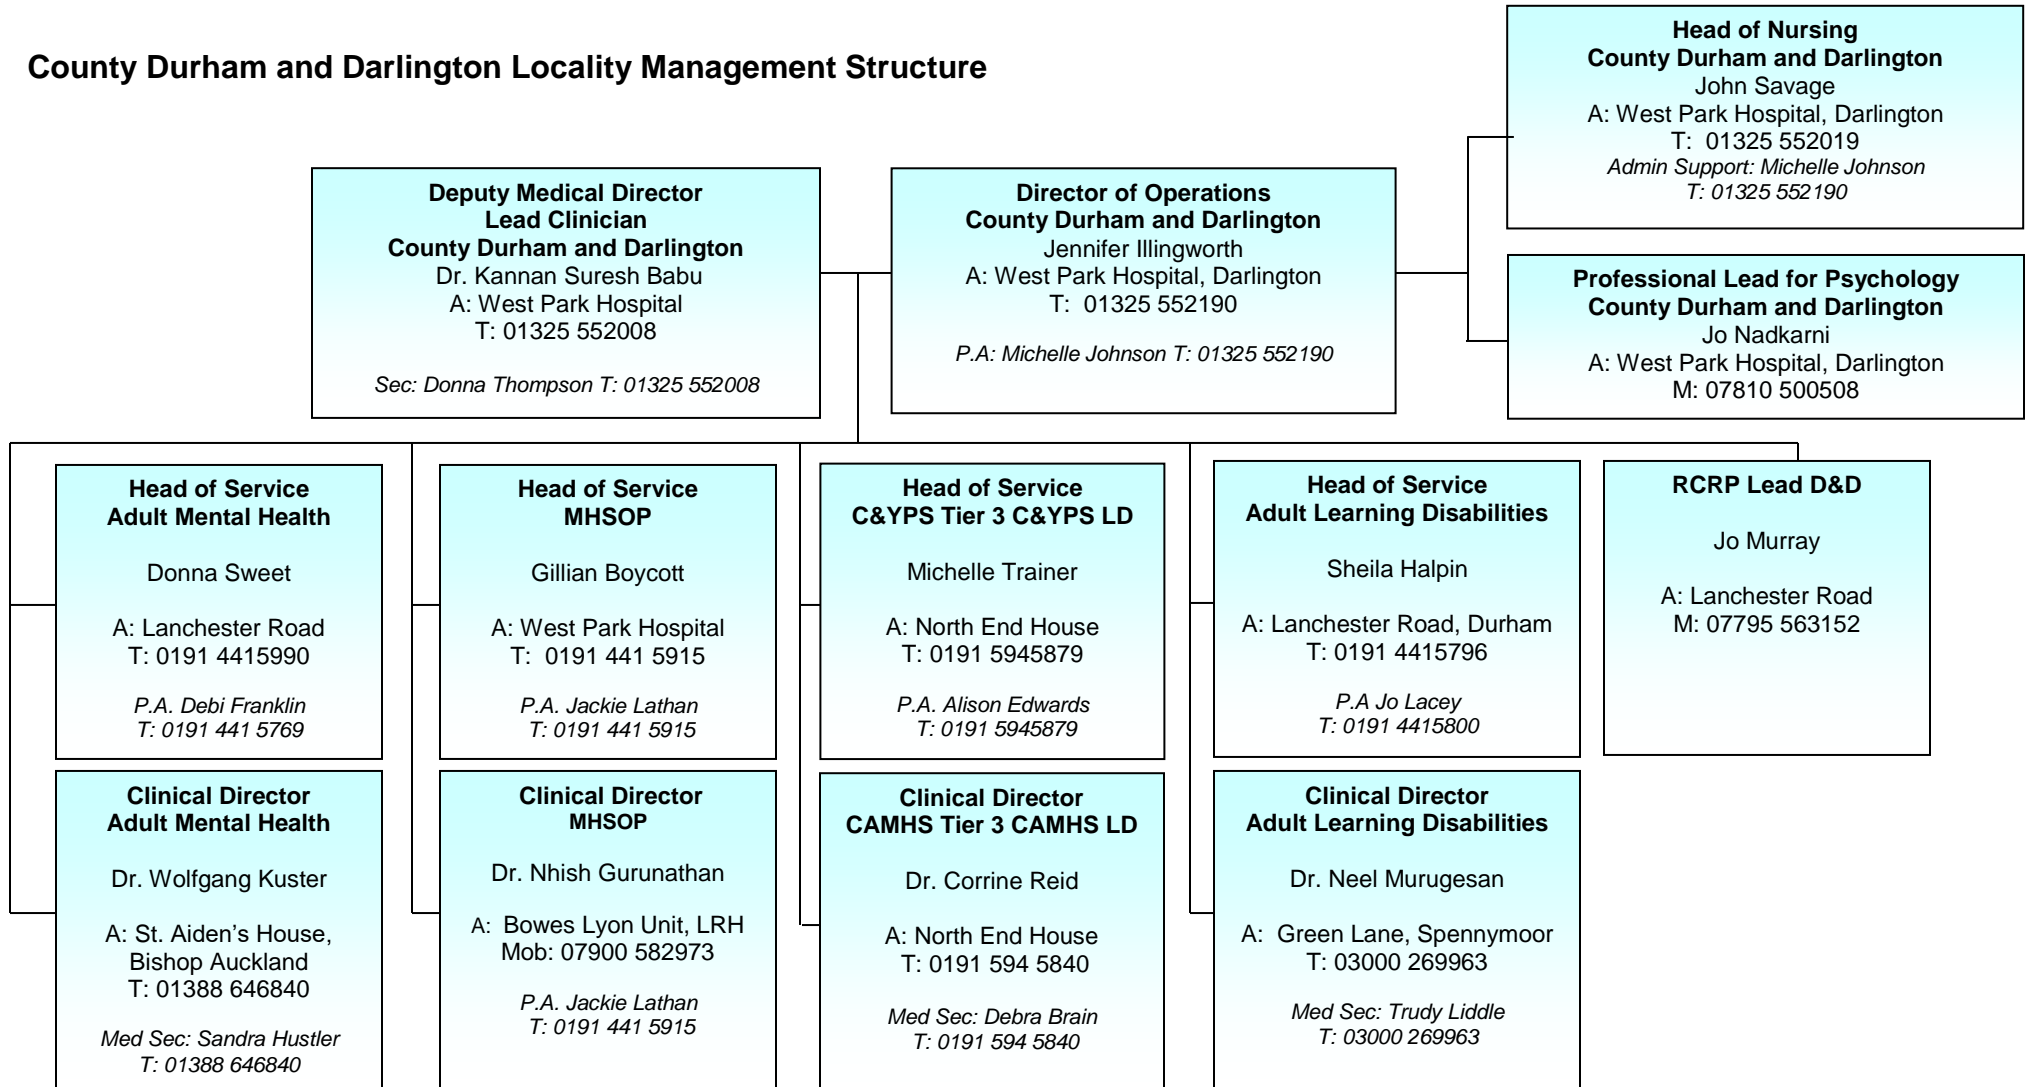 County Durham and Darlington Locality Management Structure
Head of Nursing
County Durham and Darlington
John Savage
A: West Park Hospital, Darlington
T: 01325 552019
Admin Support: Michelle Johnson
T: 01325 552190
Deputy Medical Director
Lead Clinician
County Durham and Darlington
Dr. Kannan Suresh Babu
A: West Park Hospital
T: 01325 552008
Sec: Donna Thompson T: 01325 552008
Director of Operations
County Durham and Darlington
Jennifer Illingworth
A: West Park Hospital, Darlington
T: 01325 552190
P.A: Michelle Johnson T: 01325 552190
Professional Lead for Psychology
County Durham and Darlington
Jo Nadkarni
A: West Park Hospital, Darlington
M: 07810 500508
Head of Service
Adult Mental Health
Donna Sweet
A: Lanchester Road
T: 0191 4415990
P.A. Debi Franklin
T: 0191 441 5769
Head of Service
MHSOP
Gillian Boycott
A: West Park Hospital
T: 0191 441 5915
P.A. Jackie Lathan
T: 0191 441 5915
Head of Service
C&YPS Tier 3 C&YPS LD
Michelle Trainer
A: North End House
T: 0191 5945879
P.A. Alison Edwards
T: 0191 5945879
Head of Service
Adult Learning Disabilities
Sheila Halpin
A: Lanchester Road, Durham
T: 0191 4415796
P.A Jo Lacey
T: 0191 4415800
RCRP Lead D&D
Jo Murray
A: Lanchester Road
M: 07795 563152
Clinical Director
Adult Mental Health
Dr. Wolfgang Kuster
A: St. Aiden’s House,
Bishop Auckland
T: 01388 646840
Med Sec: Sandra Hustler
T: 01388 646840
Clinical Director
MHSOP
Dr. Nhish Gurunathan
A: Bowes Lyon Unit, LRH
Mob: 07900 582973
P.A. Jackie Lathan
T: 0191 441 5915
Clinical Director
CAMHS Tier 3 CAMHS LD
Dr. Corrine Reid
A: North End House
T: 0191 594 5840
Med Sec: Debra Brain
T: 0191 594 5840
Clinical Director
Adult Learning Disabilities
Dr. Neel Murugesan
A: Green Lane, Spennymoor
T: 03000 269963
Med Sec: Trudy Liddle
T: 03000 269963